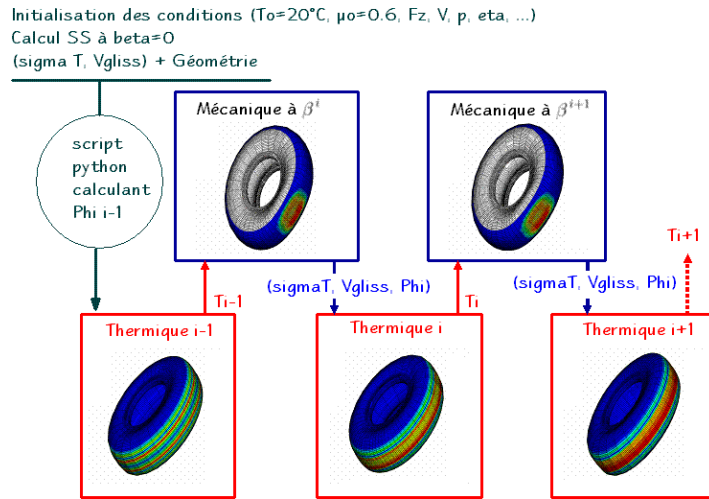 Initialisation des conditions (To=20°C, µo=0.6, Fz, V, p, eta, ...)
Calcul SS à beta=0
(sigma T, Vgliss) + Géométrie
script
python
calculant
Phi i-1
Mécanique à βⁱ
Mécanique à βⁱ⁺¹
Ti-1
(sigmaT, Vgliss, Phi)
Ti
(sigmaT, Vgliss, Phi)
Ti+1
Thermique i-1
Thermique i
Thermique i+1